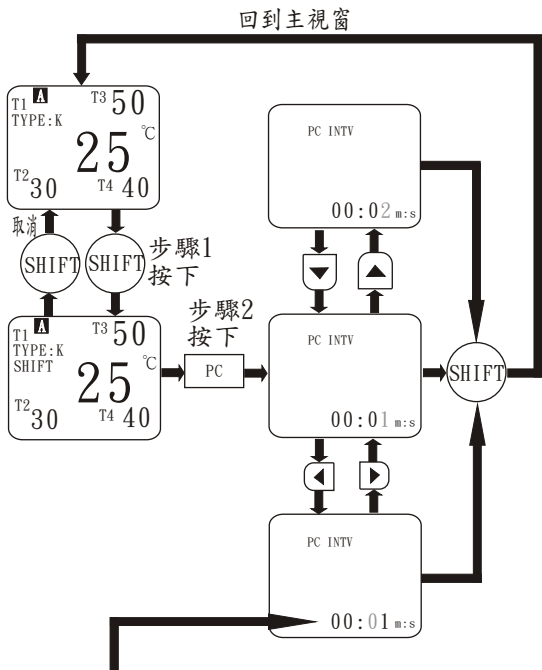 回到主視窗
T1 A T3 50
TYPE:K
25 ℃
T2 30 T4 40
取消
SHIFT
SHIFT
步驟1
按下
T1 A T3 50
TYPE:K
SHIFT
25 ℃
T2 30 T4 40
步驟2
按下
PC
PC INTV
00:02 m:s
PC INTV
00:01 m:s
SHIFT
PC INTV
00:01 m:s